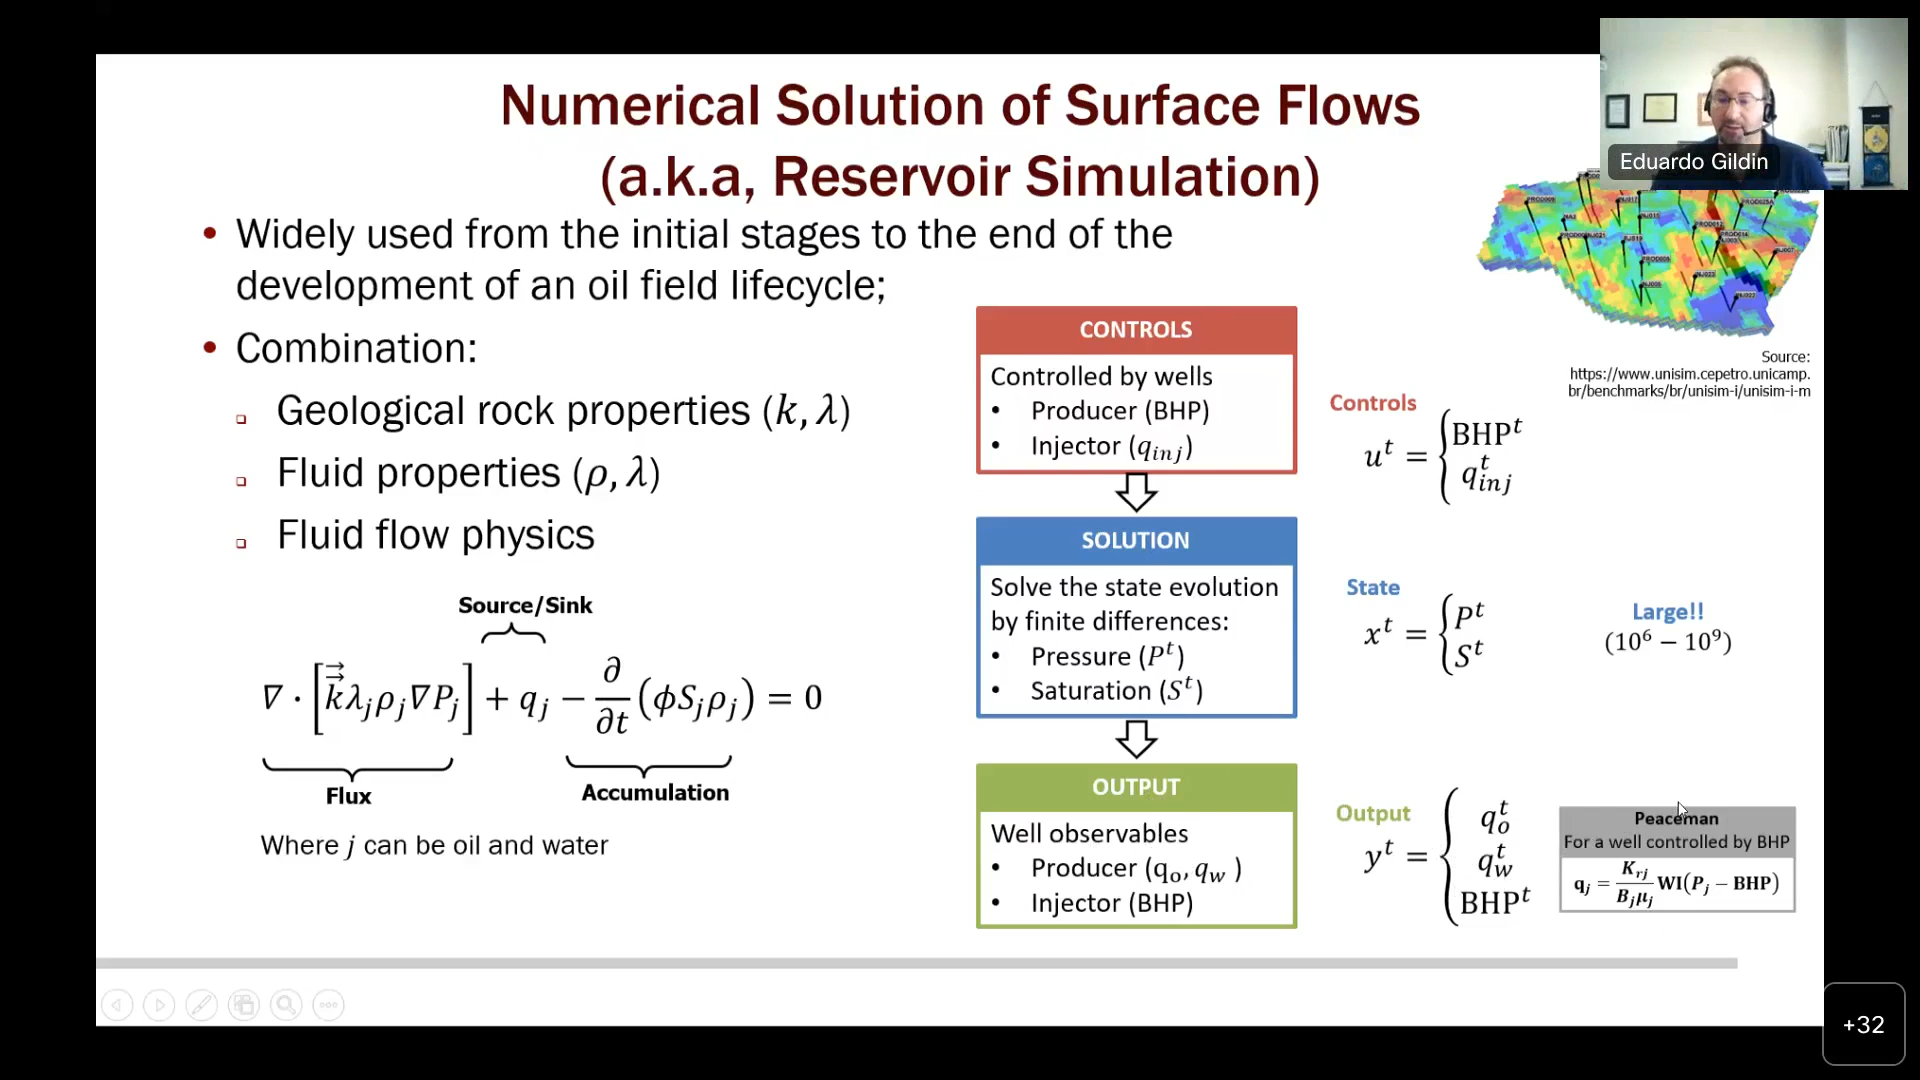 Numerical Solution of Surface Flows
(a.k.a, Reservoir Simulation)
• Widely used from the initial stages to the end of the
development of an oil field lifecycle;
• Combination:
Geological rock properties (k, λ)
Fluid properties (ρ, λ)
Fluid flow physics
Source/Sink
∇ · [k⃗⃗λⱼρⱼ∇Pⱼ] + qⱼ − ∂/∂t (ϕSⱼρⱼ) = 0
Flux
Accumulation
Where j can be oil and water
CONTROLS
Controlled by wells
• Producer (BHP)
• Injector (q_inj)
SOLUTION
Solve the state evolution
by finite differences:
• Pressure (Pᵗ)
• Saturation (Sᵗ)
OUTPUT
Well observables
• Producer (qₒ, q_w )
• Injector (BHP)
Controls
uᵗ = { BHPᵗ
qᵗ_inj
State
xᵗ = { Pᵗ
Sᵗ
Large!!
(10⁶ − 10⁹)
Output
yᵗ = { qᵗₒ
qᵗ_w
BHPᵗ
Peaceman
For a well controlled by BHP
qⱼ = K_rj / Bⱼμⱼ WI(Pⱼ − BHP)
Eduardo Gildin
Source:
https://www.unisim.cepetro.unicamp.
br/benchmarks/br/unisim-i/unisim-i-m
+32